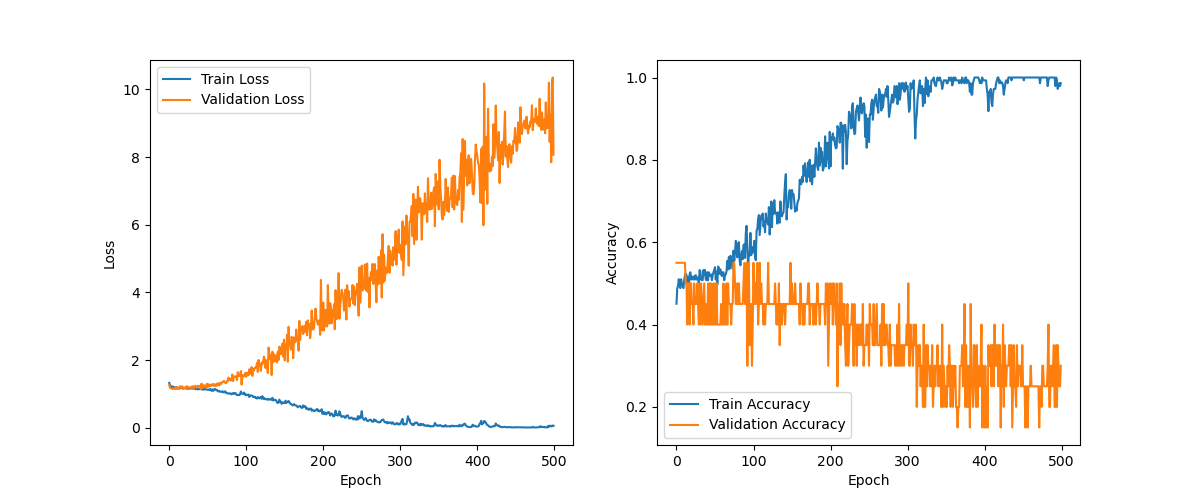 Train Loss
Validation Loss
10
8
6
4
2
0
Loss
0 100 200 300 400 500
Epoch
1.0
0.8
0.6
0.4
0.2
Accuracy
Train Accuracy
Validation Accuracy
0 100 200 300 400 500
Epoch